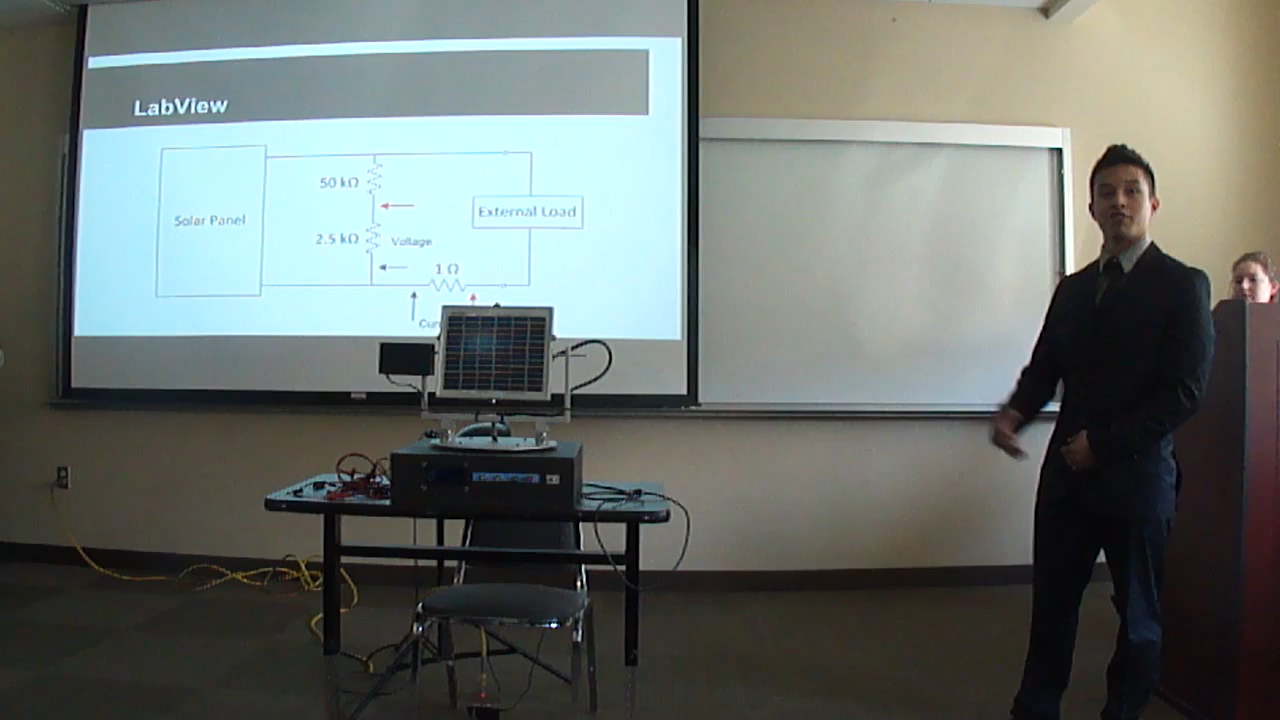 LabView
50 kΩ
Solar Panel
External Load
2.5 kΩ
Voltage
1 Ω